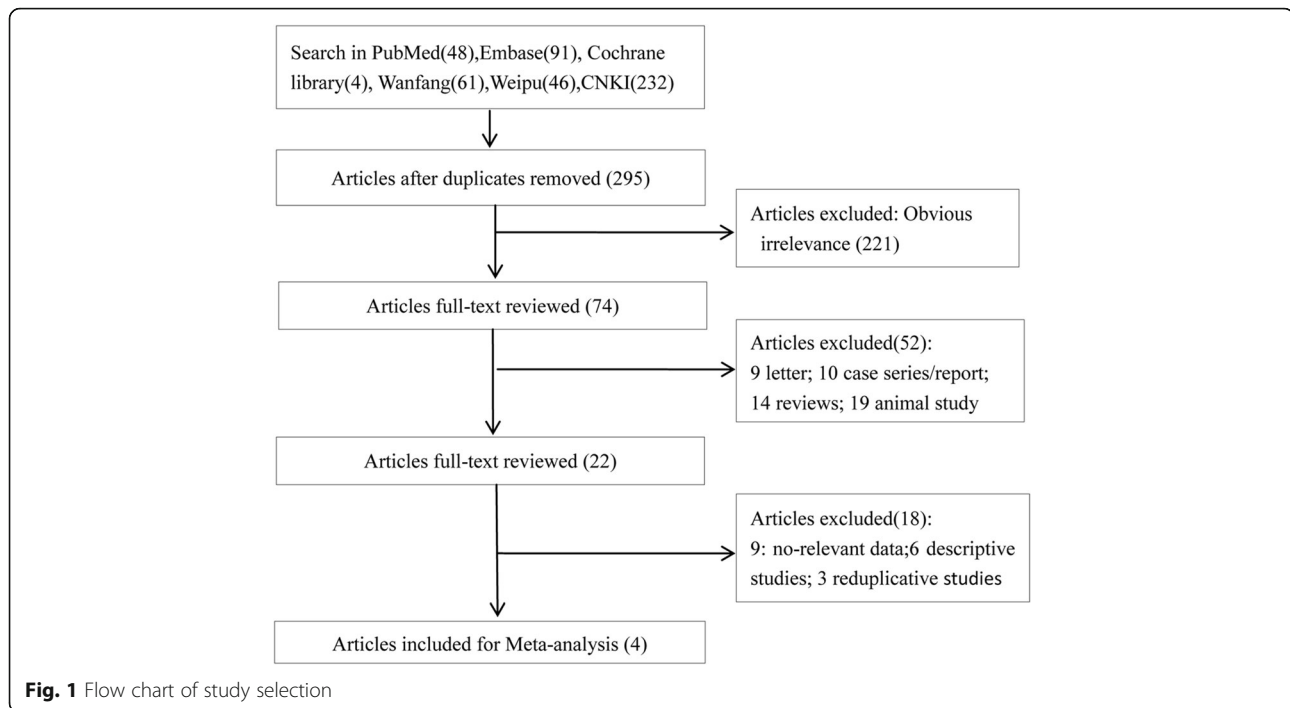 Search in PubMed(48),Embase(91), Cochrane
library(4), Wanfang(61),Weipu(46),CNKI(232)
Articles after duplicates removed (295)
Articles excluded: Obvious
irrelevance (221)
Articles full-text reviewed (74)
Articles excluded(52):
9 letter; 10 case series/report;
14 reviews; 19 animal study
Articles full-text reviewed (22)
Articles excluded(18):
9: no-relevant data;6 descriptive
studies; 3 reduplicative studies
Articles included for Meta-analysis (4)
Fig. 1 Flow chart of study selection